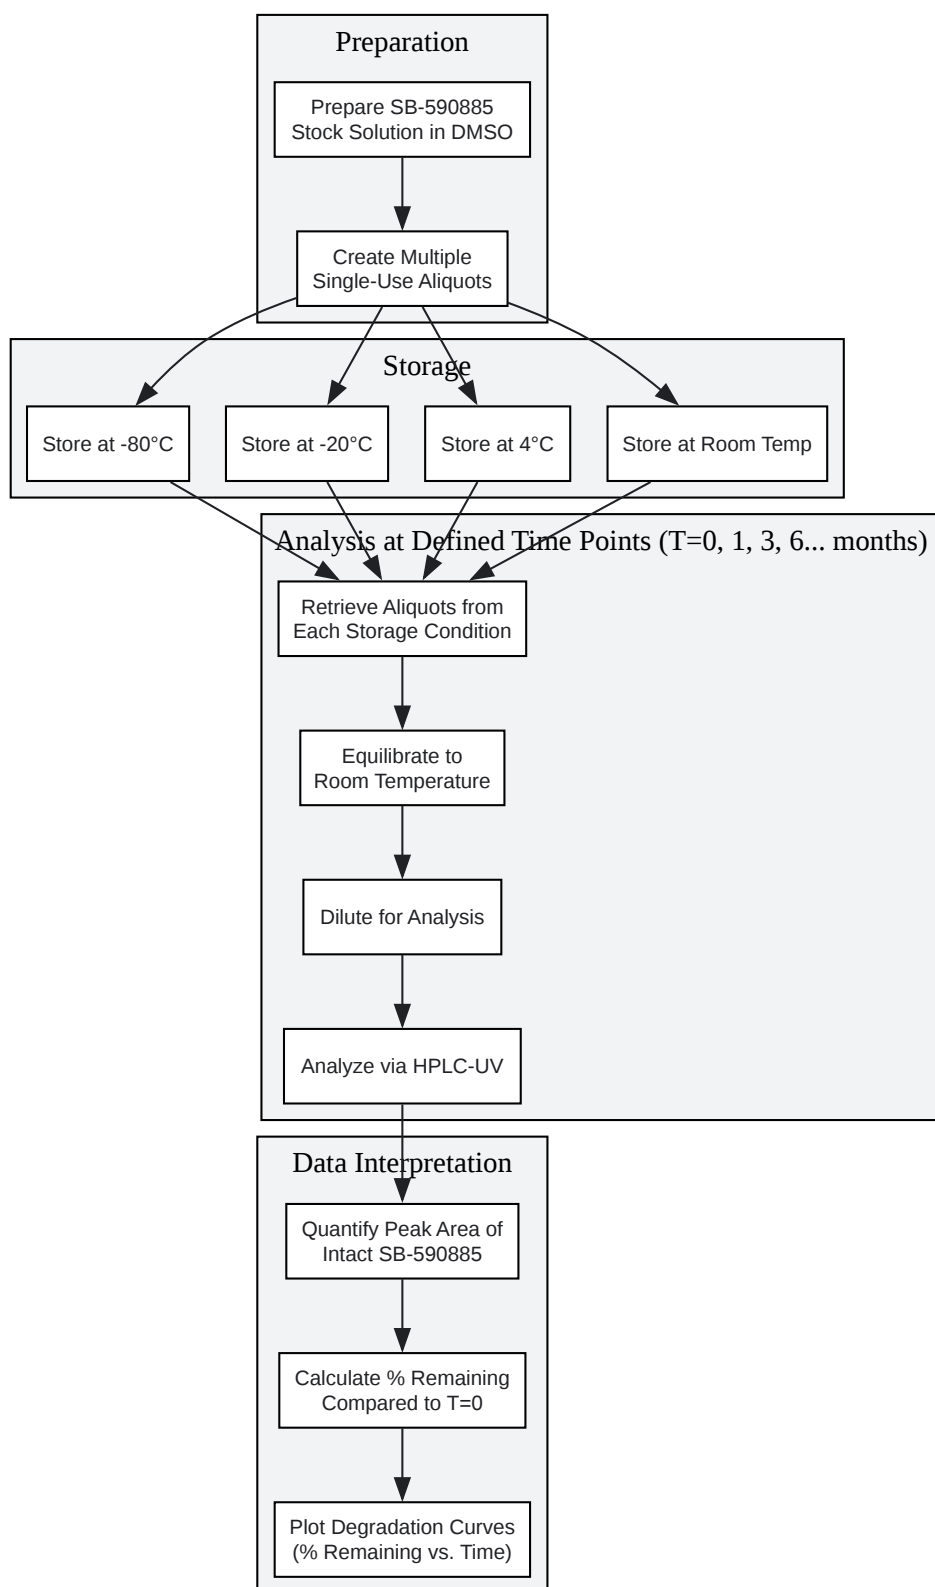 Preparation
Prepare SB-590885
Stock Solution in DMSO
Create Multiple
Single-Use Aliquots
Storage
Store at -80°C
Store at -20°C
Store at 4°C
Store at Room Temp
Analysis at Defined Time Points (T=0, 1, 3, 6... months)
Retrieve Aliquots from
Each Storage Condition
Equilibrate to
Room Temperature
Dilute for Analysis
Analyze via HPLC-UV
Data Interpretation
Quantify Peak Area of
Intact SB-590885
Calculate % Remaining
Compared to T=0
Plot Degradation Curves
(% Remaining vs. Time)